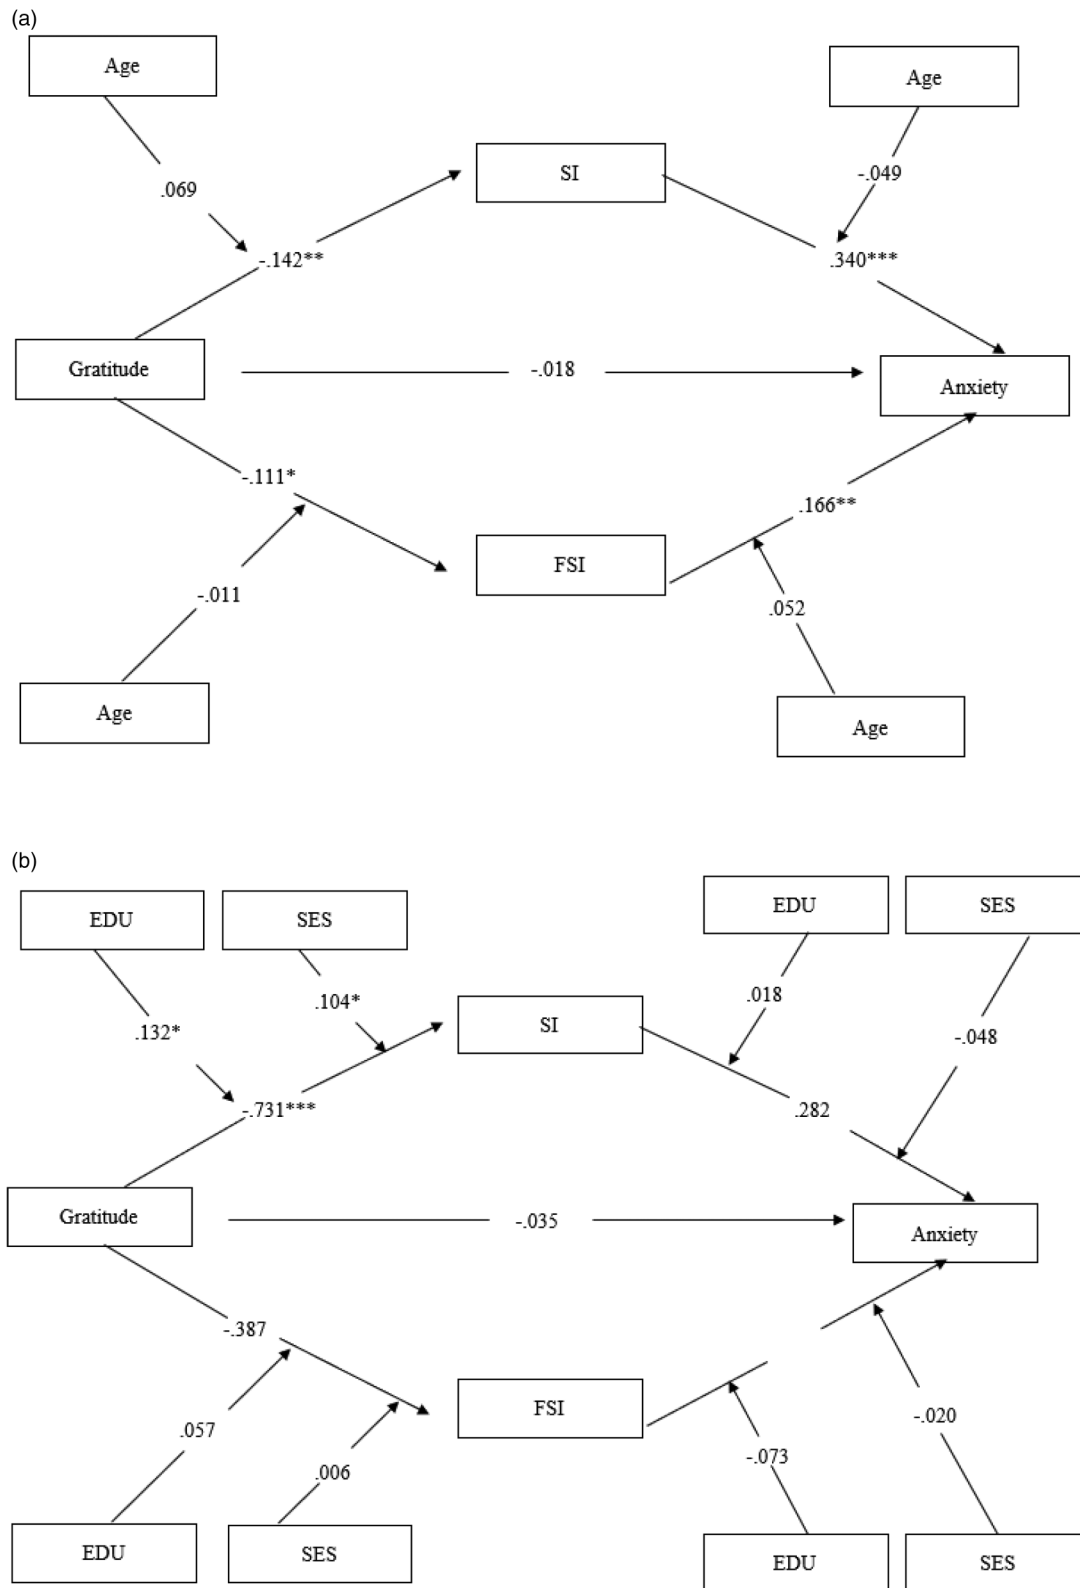 (a)
Age
Age
SI
.069
-.049
-.142**
.340***
Gratitude
-.018
Anxiety
-.111*
.166**
FSI
-.011
.052
Age
Age
(b)
EDU
SES
EDU
SES
.132*
.104*
SI
.018
-.048
-.731***
.282
Gratitude
-.035
Anxiety
-.387
FSI
.057
.006
-.073
-.020
EDU
SES
EDU
SES